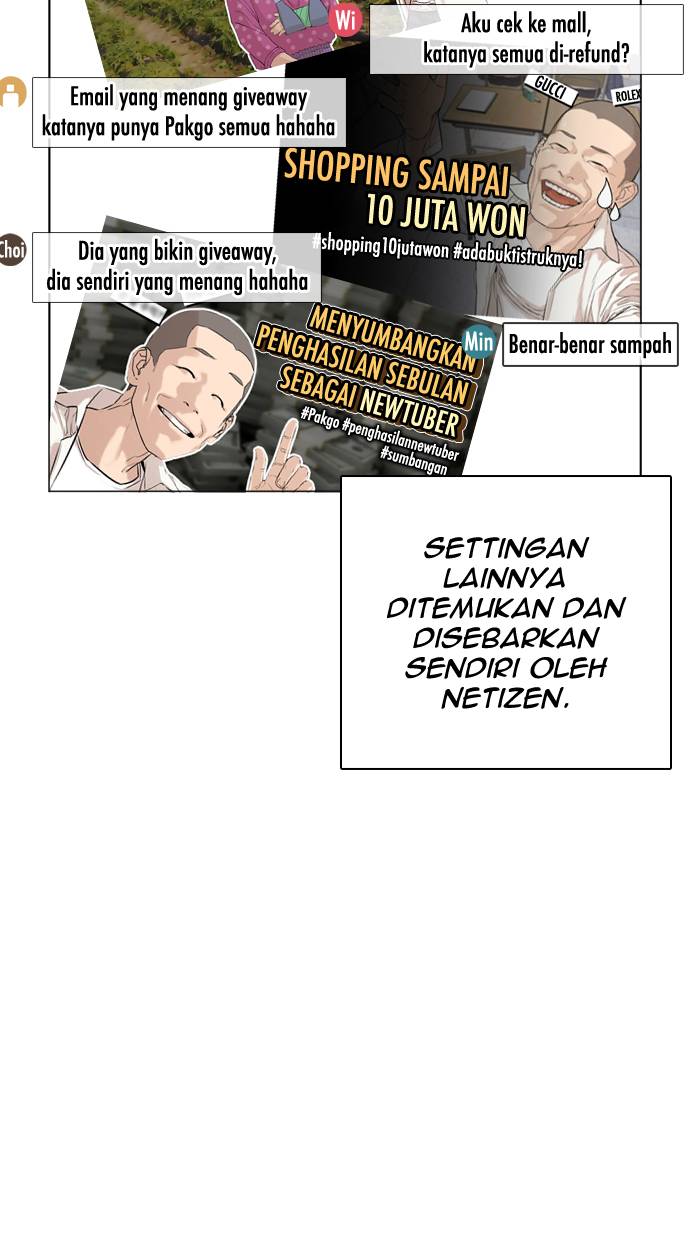 Wi
Aku cek ke mall,
katanya semua di-refund?
Email yang menang giveaway
katanya punya Pakgo semua hahaha
GUCCI
ROLEX
SHOPPING SAMPAI
10 JUTA WON
#shopping10jutawon #adabuktistruknya!
Choi
Dia yang bikin giveaway,
dia sendiri yang menang hahaha
Min
Benar-benar sampah
MENYUMBANGKAN
PENGHASILAN SEBULAN
SEBAGAI NEWTUBER
#Pakgo #penghasilannewtuber
#sumbangan
SETTINGAN
LAINNYA
DITEMUKAN DAN
DISEBARKAN
SENDIRI OLEH
NETIZEN.